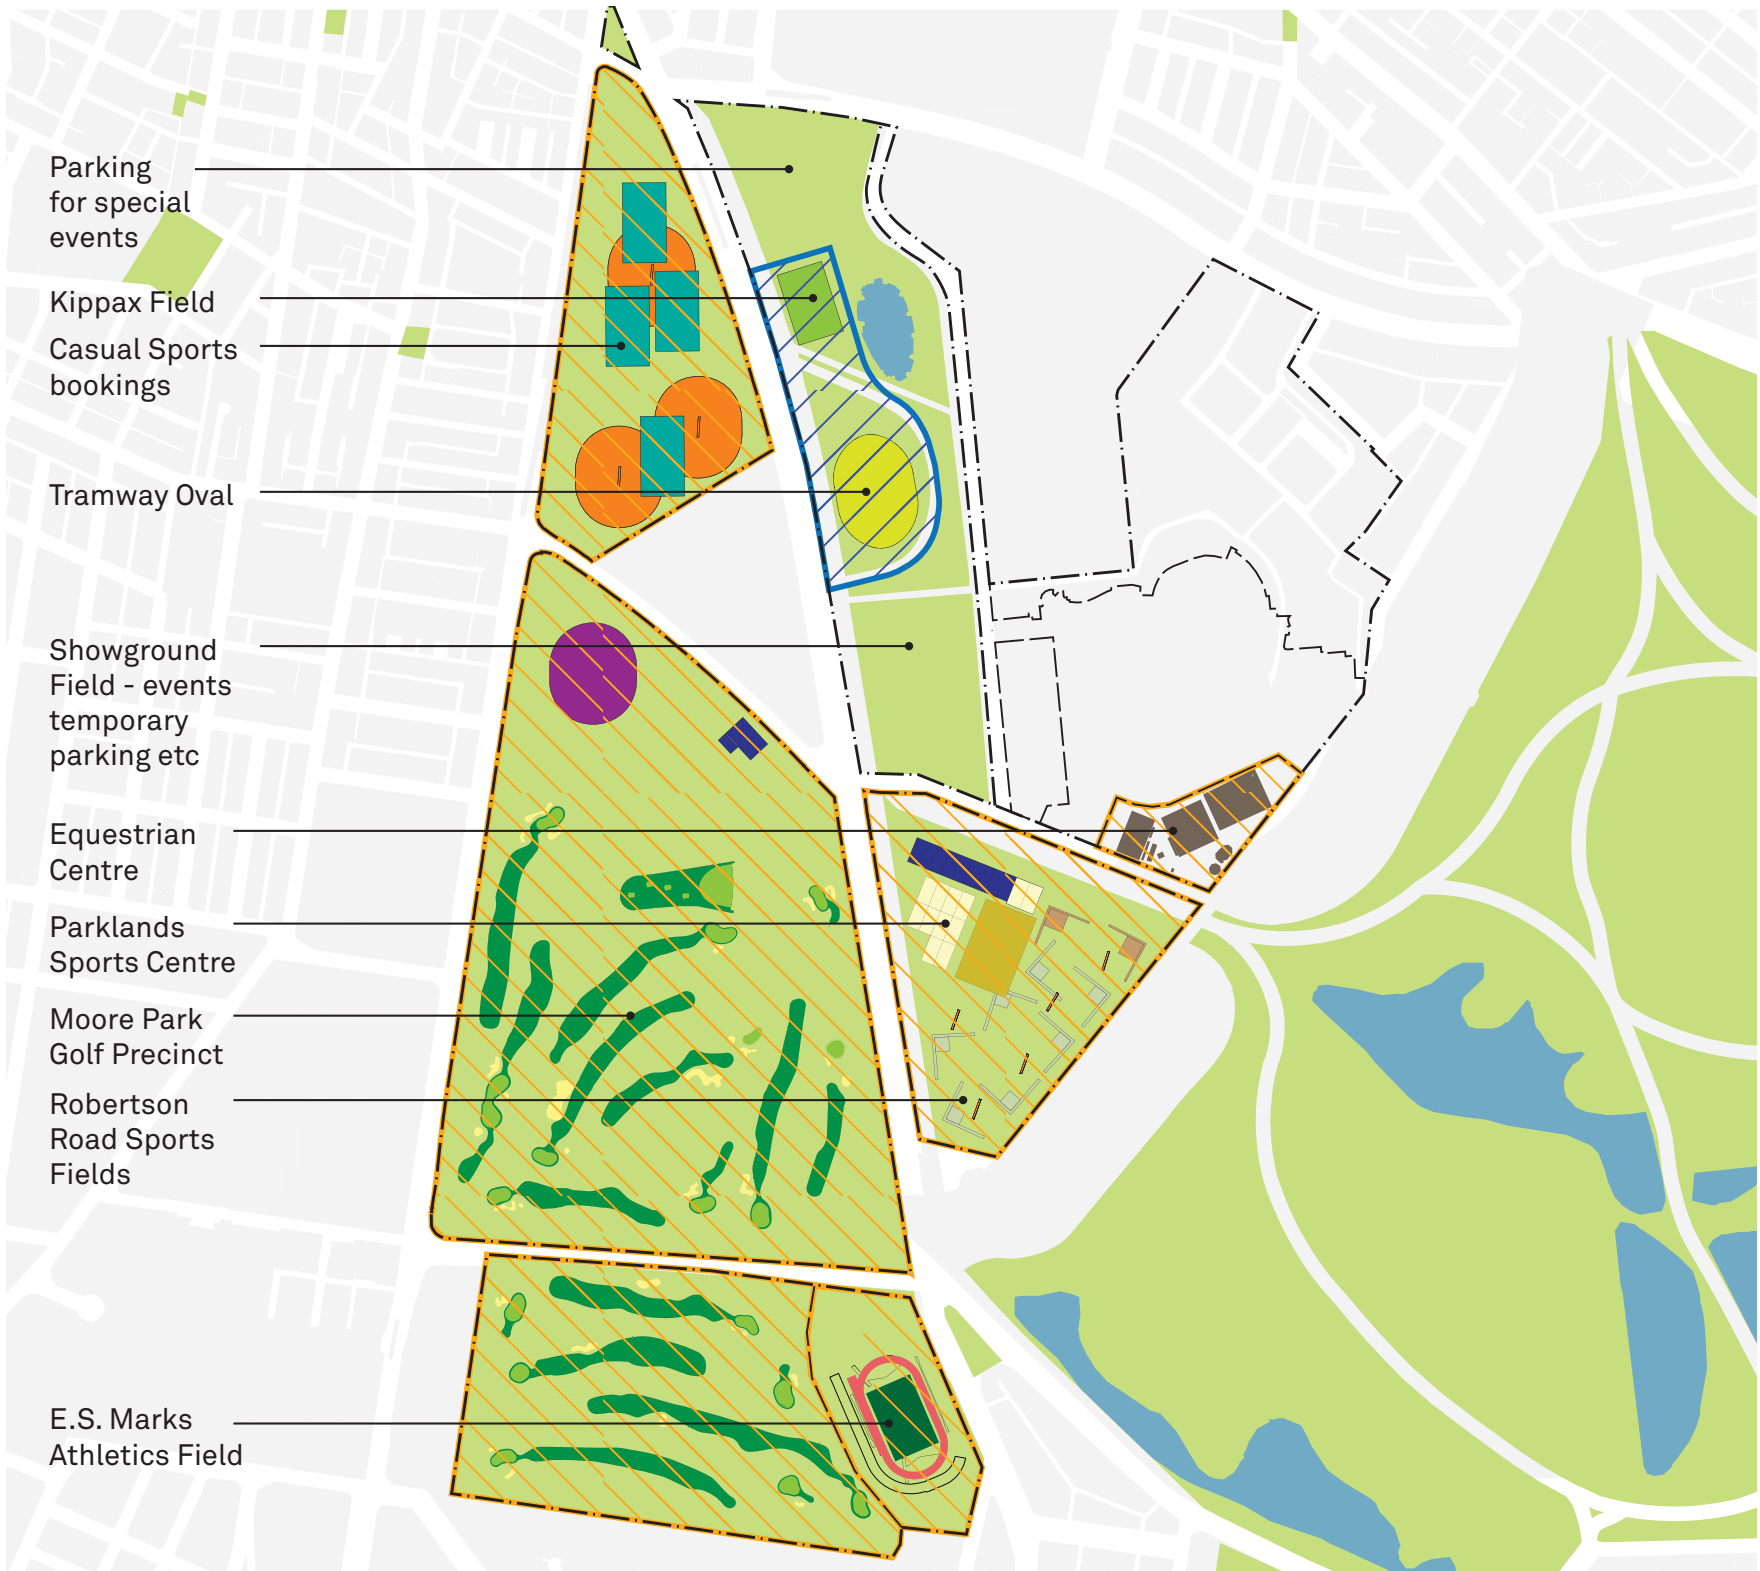 Parking
for special
events
Kippax Field
Casual Sports
bookings
Tramway Oval
Showground
Field - events
temporary
parking etc
Equestrian
Centre
Parklands
Sports Centre
Moore Park
Golf Precinct
Robertson
Road Sports
Fields
E.S. Marks
Athletics Field